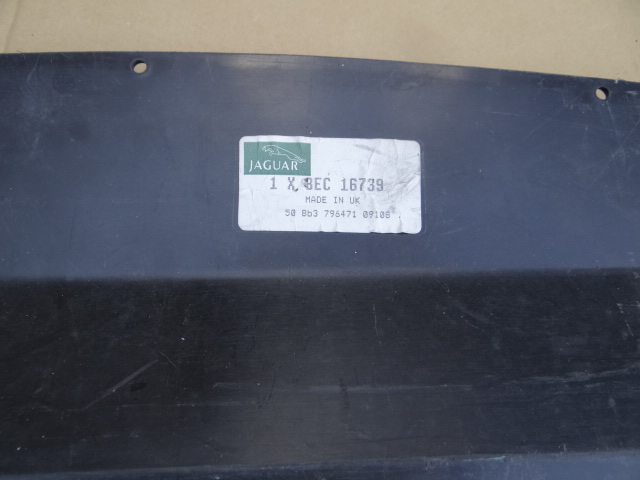 JAGUAR
1 X BEC 16739
MADE IN UK
50 Bb3 796471 09108